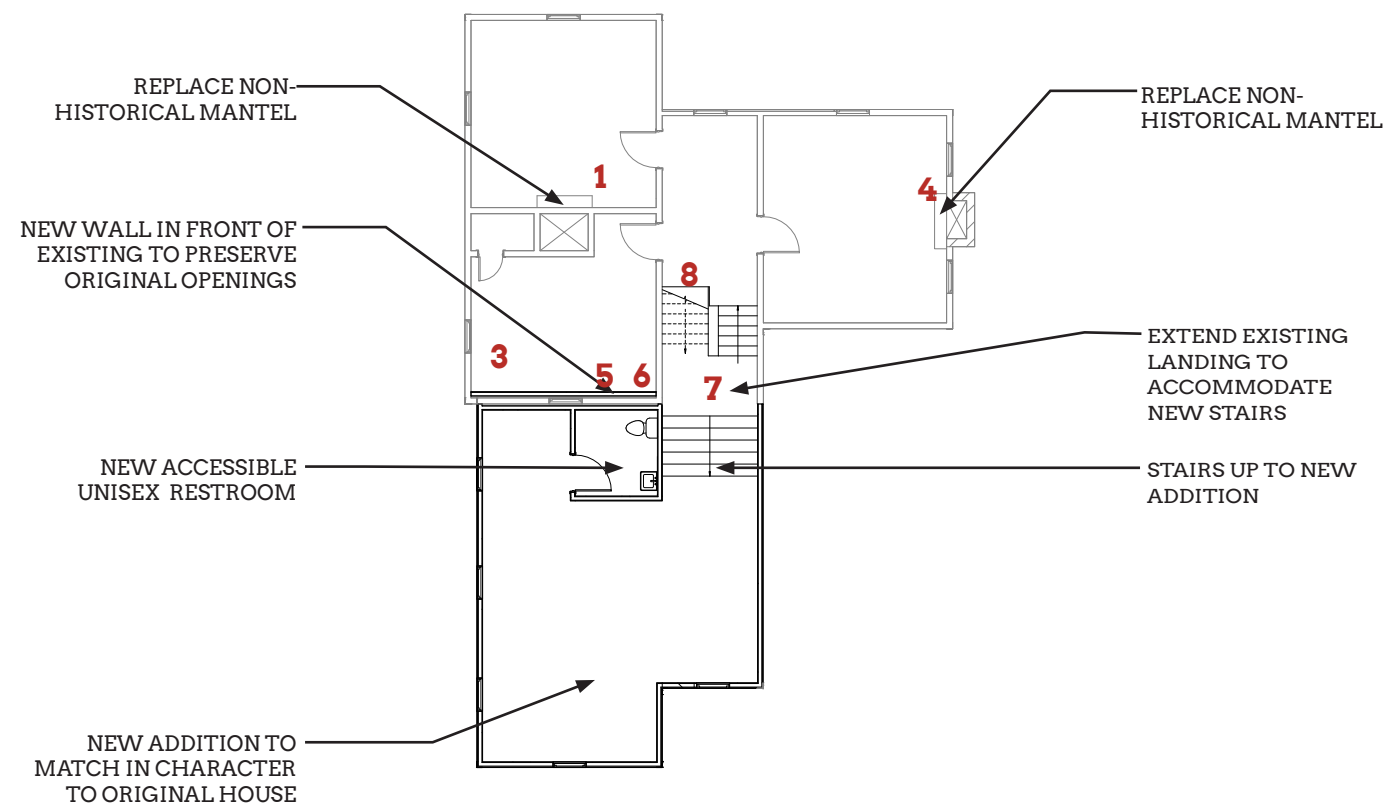 REPLACE NON-
HISTORICAL MANTEL
REPLACE NON-
HISTORICAL MANTEL
1
4
NEW WALL IN FRONT OF
EXISTING TO PRESERVE
ORIGINAL OPENINGS
8
3
5
6
7
EXTEND EXISTING
LANDING TO
ACCOMMODATE
NEW STAIRS
NEW ACCESSIBLE
UNISEX RESTROOM
STAIRS UP TO NEW
ADDITION
NEW ADDITION TO
MATCH IN CHARACTER
TO ORIGINAL HOUSE